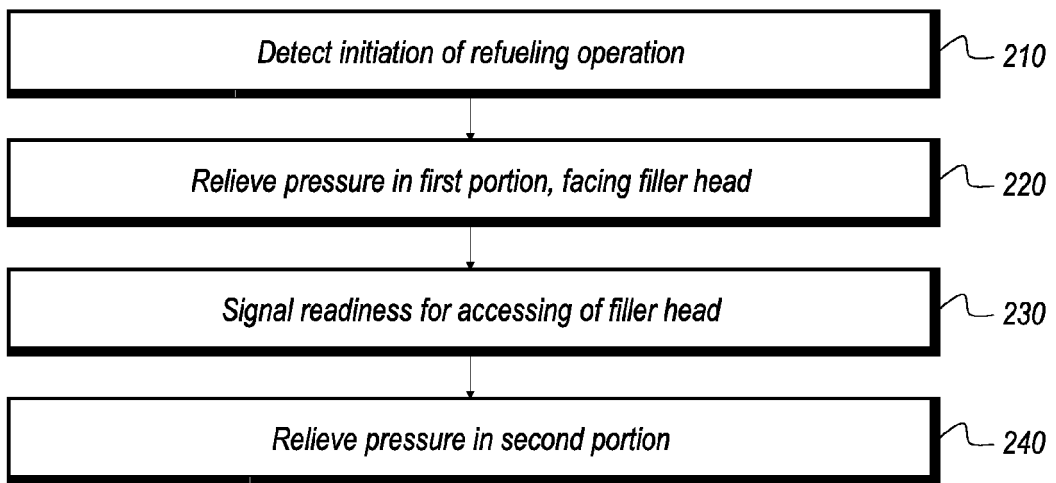 Detect initiation of refueling operation 210
Relieve pressure in first portion, facing filler head 220
Signal readiness for accessing of filler head 230
Relieve pressure in second portion 240